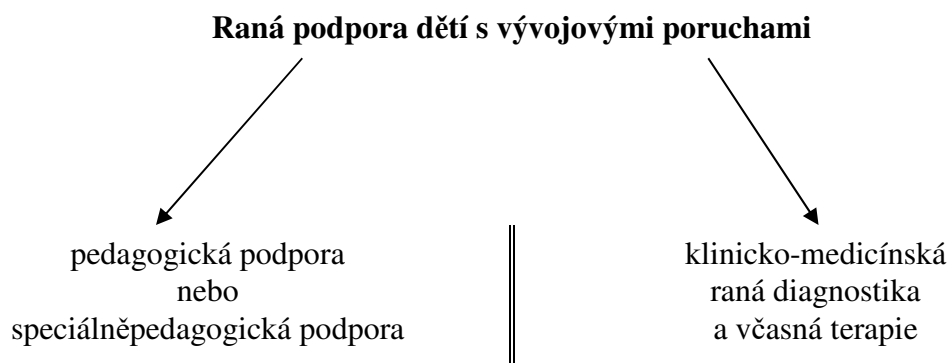 Raná podpora dětí s vývojovými poruchami
pedagogická podpora
nebo
speciálněpedagogická podpora
klinicko-medicínská
raná diagnostika
a včasná terapie